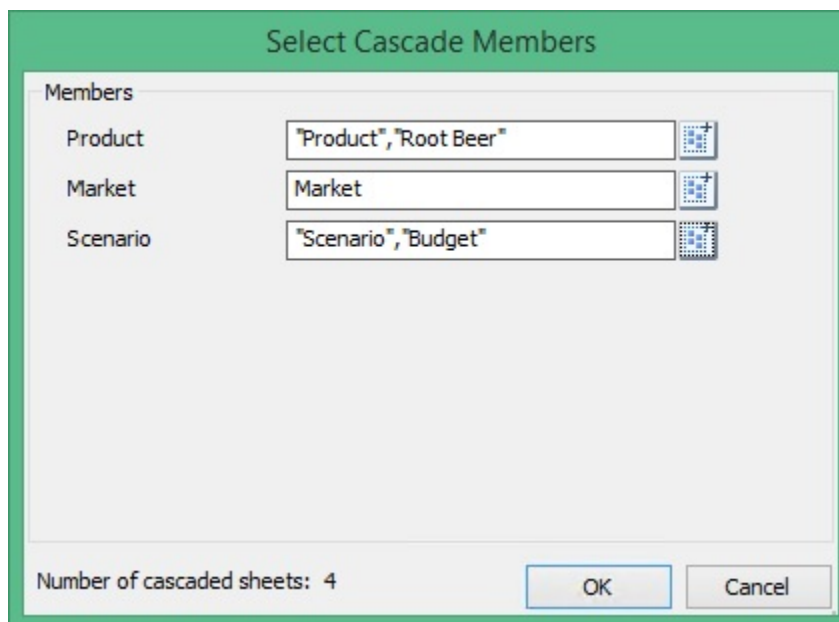 Select Cascade Members
Members
Product "Product","Root Beer"
Market Market
Scenario "Scenario","Budget"
Number of cascaded sheets: 4 OK Cancel